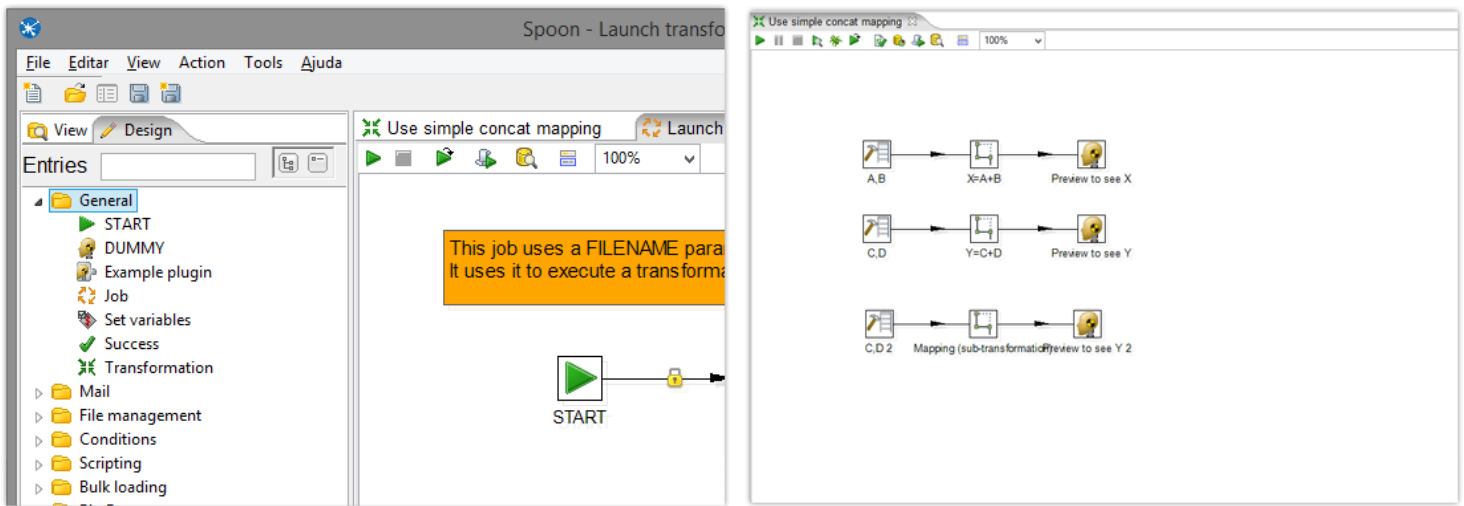 Spoon - Launch transfo
File Editar View Action Tools Ajuda
View Design
Entries
General
START
DUMMY
Example plugin
Job
Set variables
Success
Transformation
Mail
File management
Conditions
Scripting
Bulk loading
Use simple concat mapping Launch
100%
This job uses a FILENAME para
It uses it to execute a transforma
START
Use simple concat mapping
100%
A,B X=A+B Preview to see X
C,D Y=C+D Preview to see Y
C,D 2 Mapping (sub-transformation) Preview to see Y 2